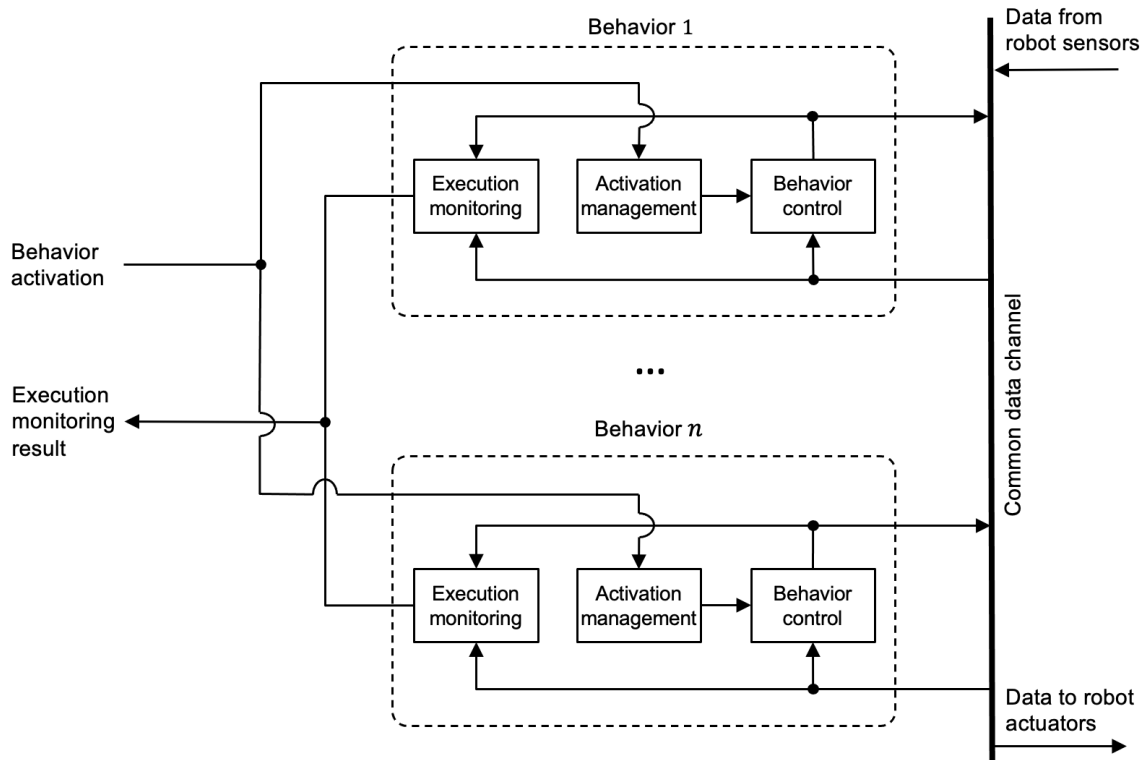 Behavior 1
Data from
robot sensors
Execution
monitoring
Activation
management
Behavior
control
Behavior
activation
...
Common data channel
Execution
monitoring
result
Behavior n
Execution
monitoring
Activation
management
Behavior
control
Data to robot
actuators